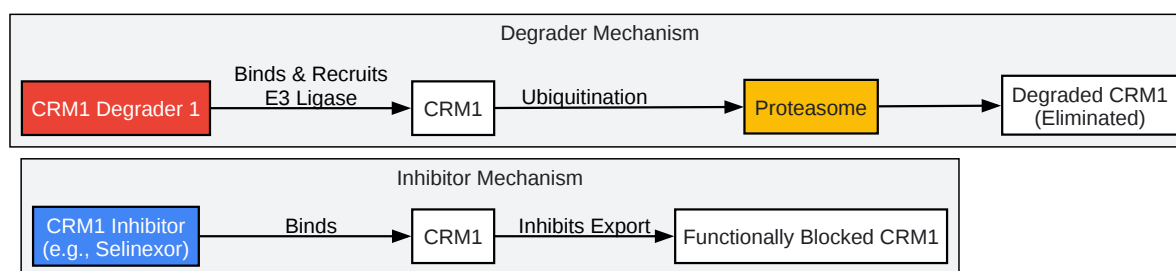 Degrader Mechanism
CRM1 Degrader 1
Binds & Recruits
E3 Ligase
CRM1
Ubiquitination
Proteasome
Degraded CRM1
(Eliminated)
Inhibitor Mechanism
CRM1 Inhibitor
(e.g., Selinexor)
Binds
CRM1
Inhibits Export
Functionally Blocked CRM1